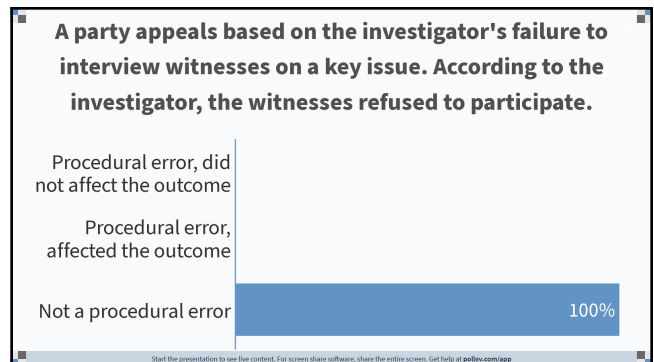 A party appeals based on the investigator's failure to
interview witnesses on a key issue. According to the
investigator, the witnesses refused to participate.
Procedural error, did
not affect the outcome
Procedural error,
affected the outcome
Not a procedural error
100%
Start the presentation to see live content. For screen share software, share the entire screen. Get help at pollev.com/app